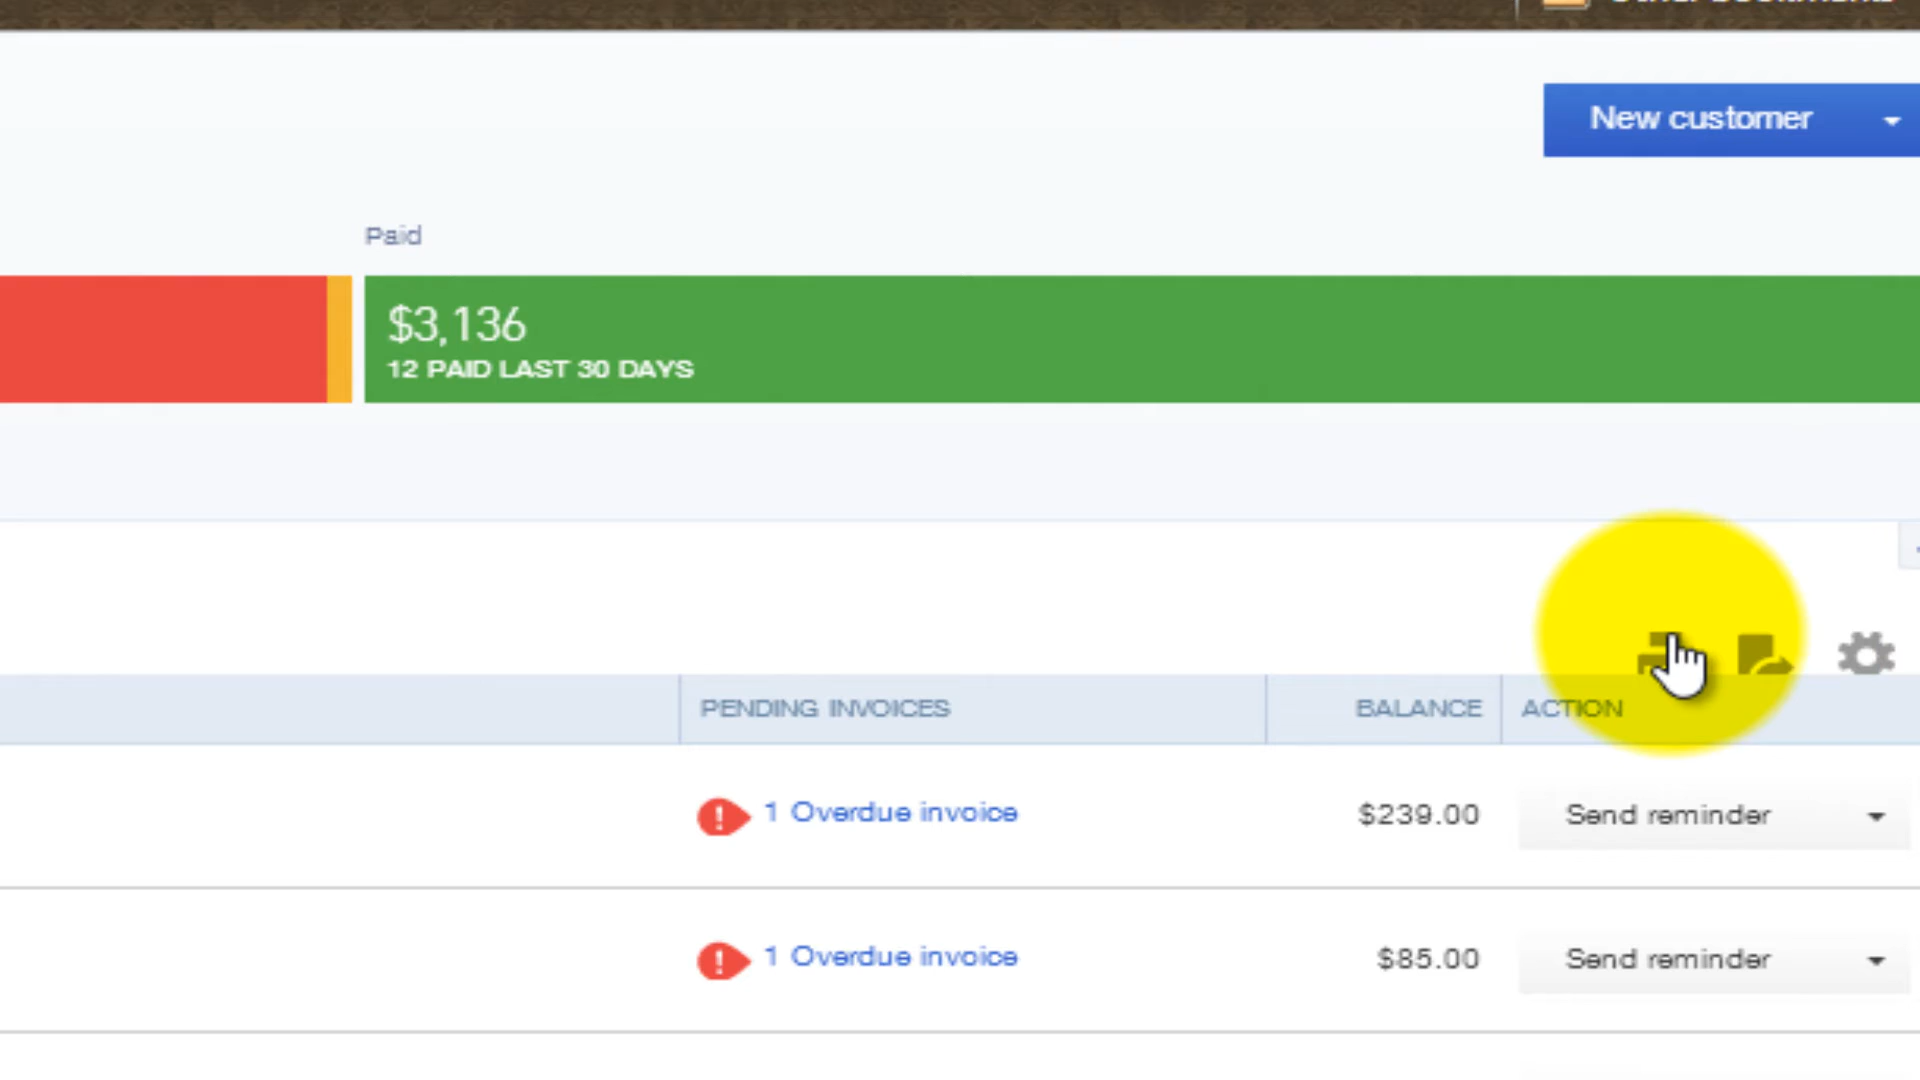 New customer
Paid
$3,136
12 PAID LAST 30 DAYS
PENDING INVOICES BALANCE ACTION
1 Overdue invoice $239.00 Send reminder
1 Overdue invoice $85.00 Send reminder